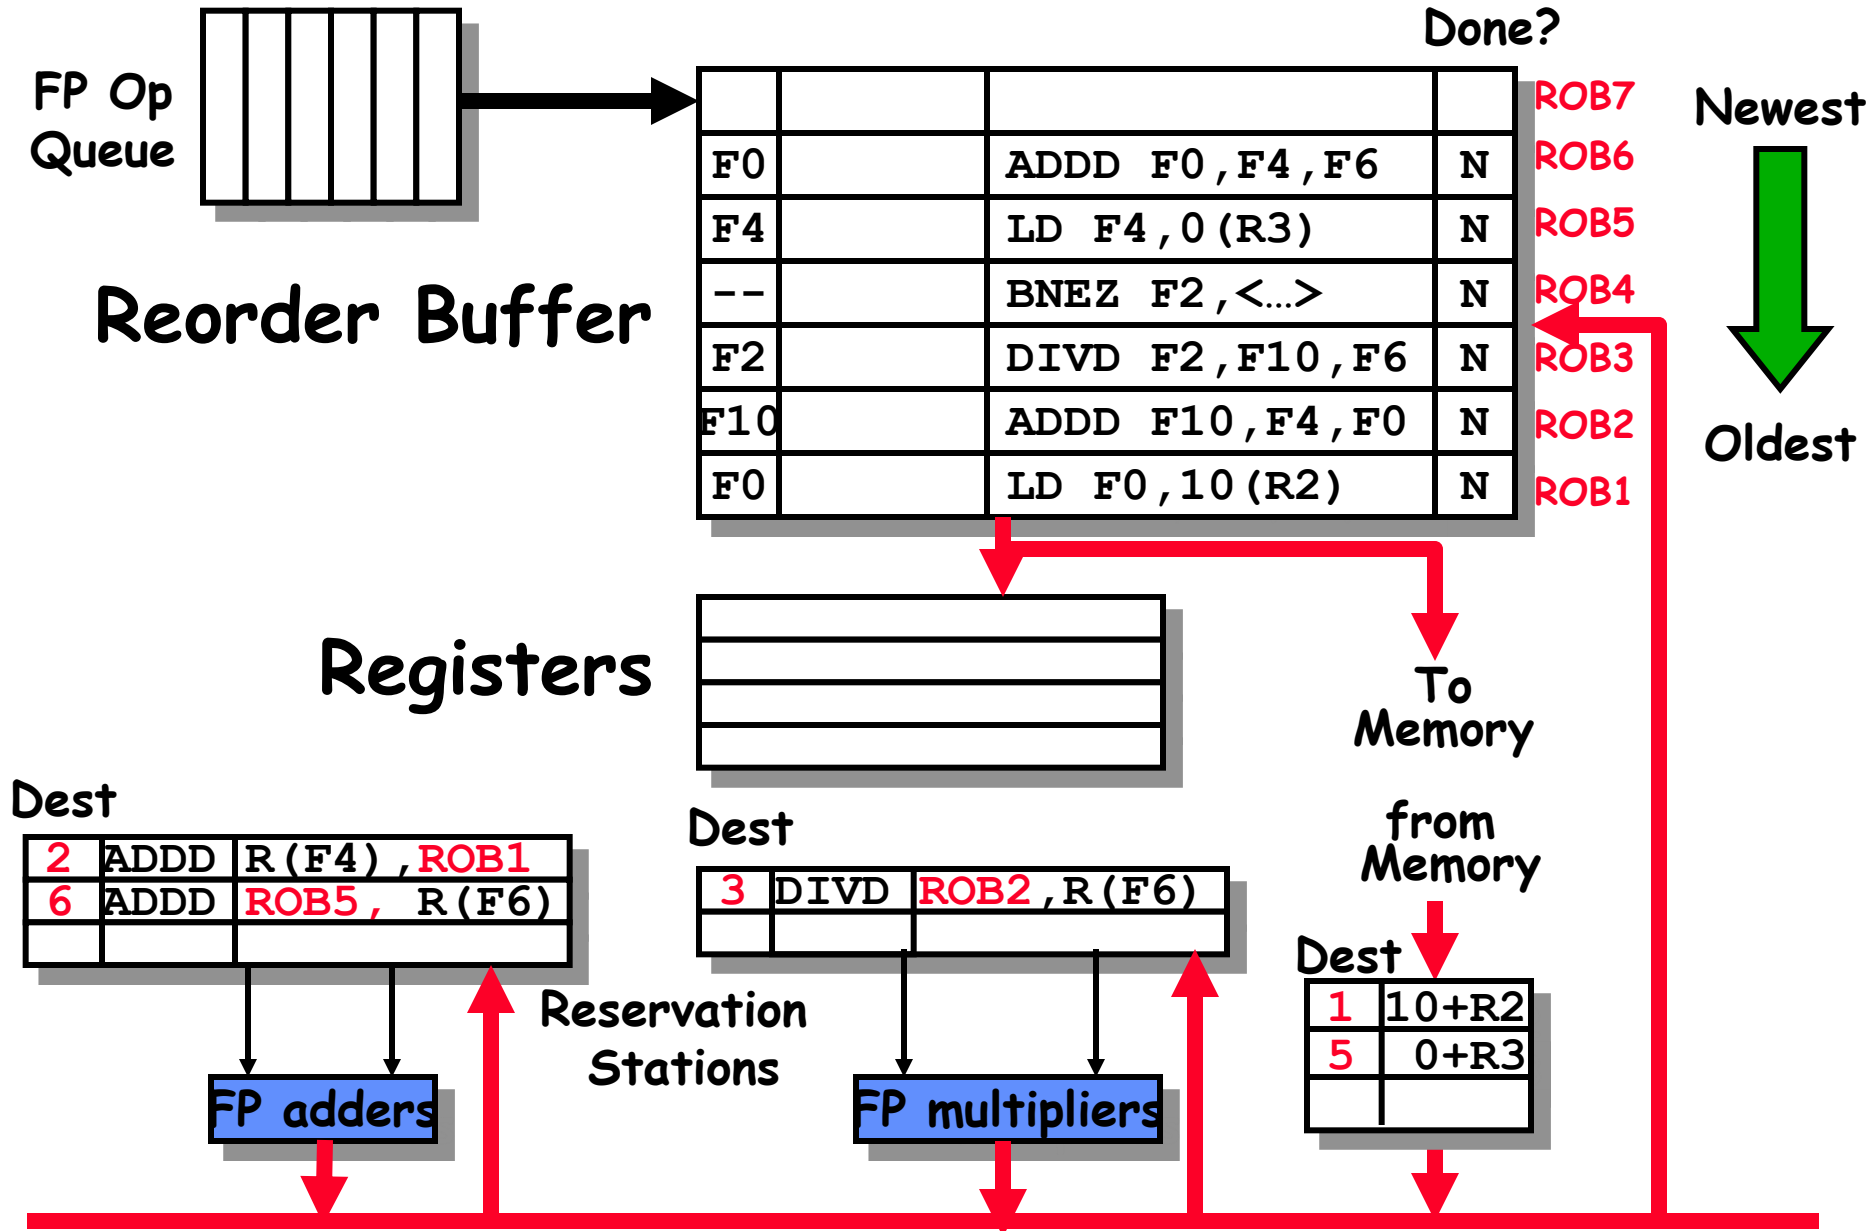 Done?
FP Op
Queue
ROB7
Newest
F0 ADDD F0,F4,F6 N ROB6
F4 LD F4,0(R3) N ROB5
-- BNEZ F2,<…> N ROB4
F2 DIVD F2,F10,F6 N ROB3
F10 ADDD F10,F4,F0 N ROB2
F0 LD F0,10(R2) N ROB1
Oldest
Reorder Buffer
Registers
To
Memory
from
Memory
Dest
2 ADDD R(F4),ROB1
6 ADDD ROB5, R(F6)
Dest
3 DIVD ROB2,R(F6)
Dest
1 10+R2
5 0+R3
Reservation
Stations
FP adders
FP multipliers